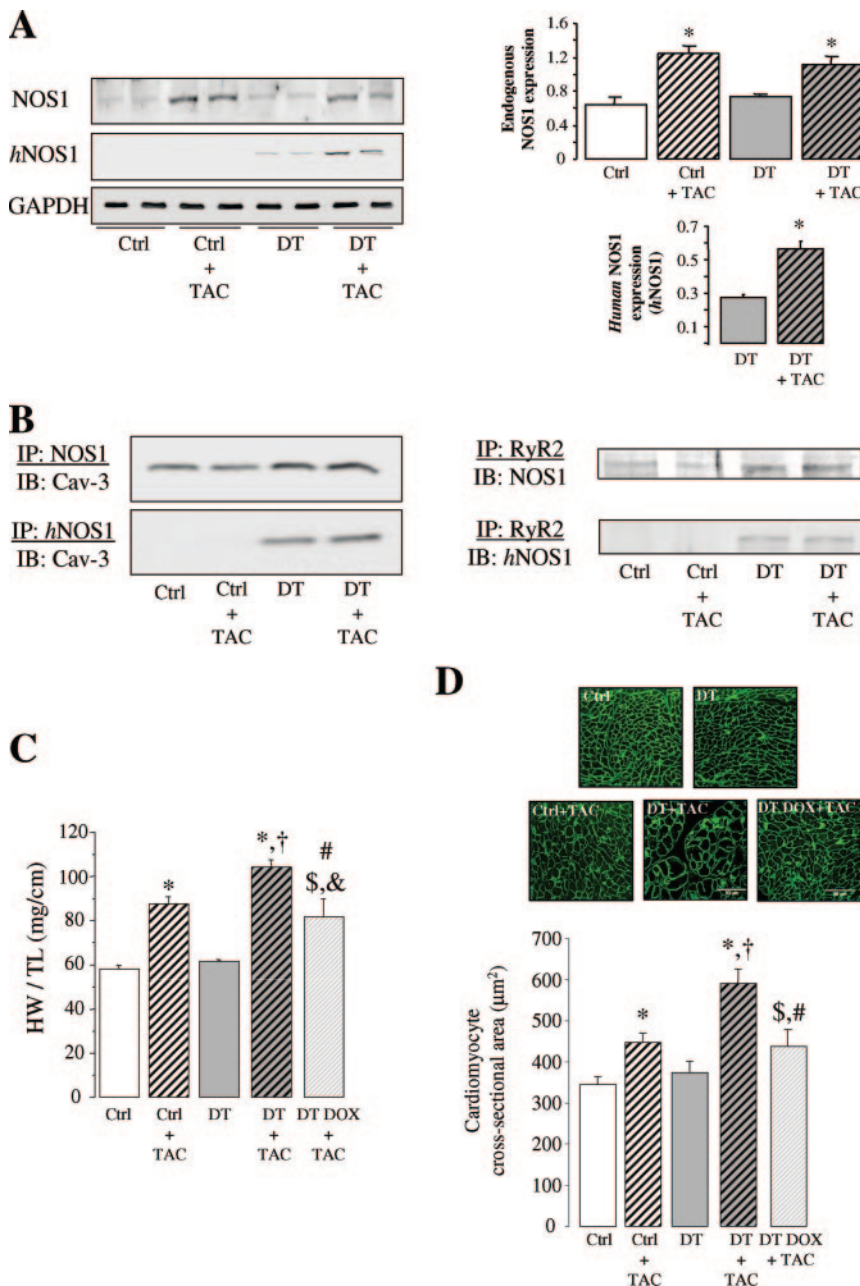 A
NOS1
hNOS1
GAPDH
Ctrl
Ctrl
+
TAC
DT
DT
+
TAC
Endogenous
NOS1 expression
1.6
1.2
0.8
0.4
0
*
*
Ctrl
Ctrl
+ TAC
DT
DT
+ TAC
Human NOS1
expression
(hNOS1)
0.7
0.5
0.3
0.1
*
DT
DT
+ TAC
B
IP: NOS1
IB: Cav-3
IP: hNOS1
IB: Cav-3
Ctrl
Ctrl
+
TAC
DT
DT
+
TAC
IP: RyR2
IB: NOS1
IP: RyR2
IB: hNOS1
Ctrl
Ctrl
+
TAC
DT
DT
+
TAC
C
HW / TL (mg/cm)
120
100
80
60
40
20
0
*
*,†
#
$,&
Ctrl
Ctrl
+
TAC
DT
DT
+
TAC
DT DOX
+
TAC
D
Ctrl
DT
Ctrl+TAC
DT+TAC
DT DOX+TAC
Cardiomyocyte
cross-sectional area (µm²)
700
600
500
400
300
200
100
0
*
*,†
$,#
Ctrl
Ctrl
+
TAC
DT
DT
+
TAC
DT DOX
+ TAC